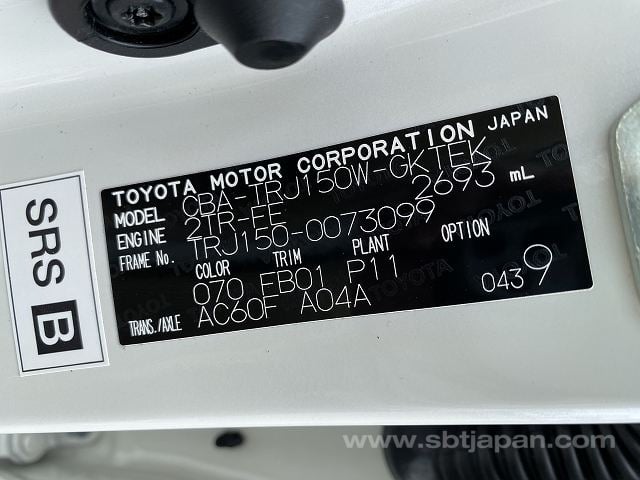 TOYOTA MOTOR CORPORATION JAPAN
MODEL CBA-TRJ150W-GKTEK
ENGINE 2TR-FE 2693 mL
FRAME No. TRJ150-0073099
COLOR TRIM PLANT OPTION
070 FB01 P11
TRANS./AXLE AC60F A04A 0439
SRS B
www.sbtjapan.com